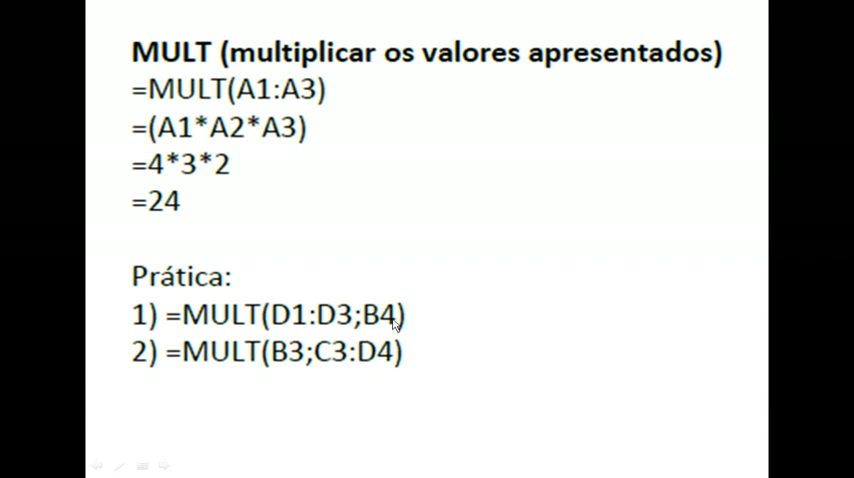 MULT (multiplicar os valores apresentados)
=MULT(A1:A3)
=(A1*A2*A3)
=4*3*2
=24
Prática:
1) =MULT(D1:D3;B4)
2) =MULT(B3;C3:D4)